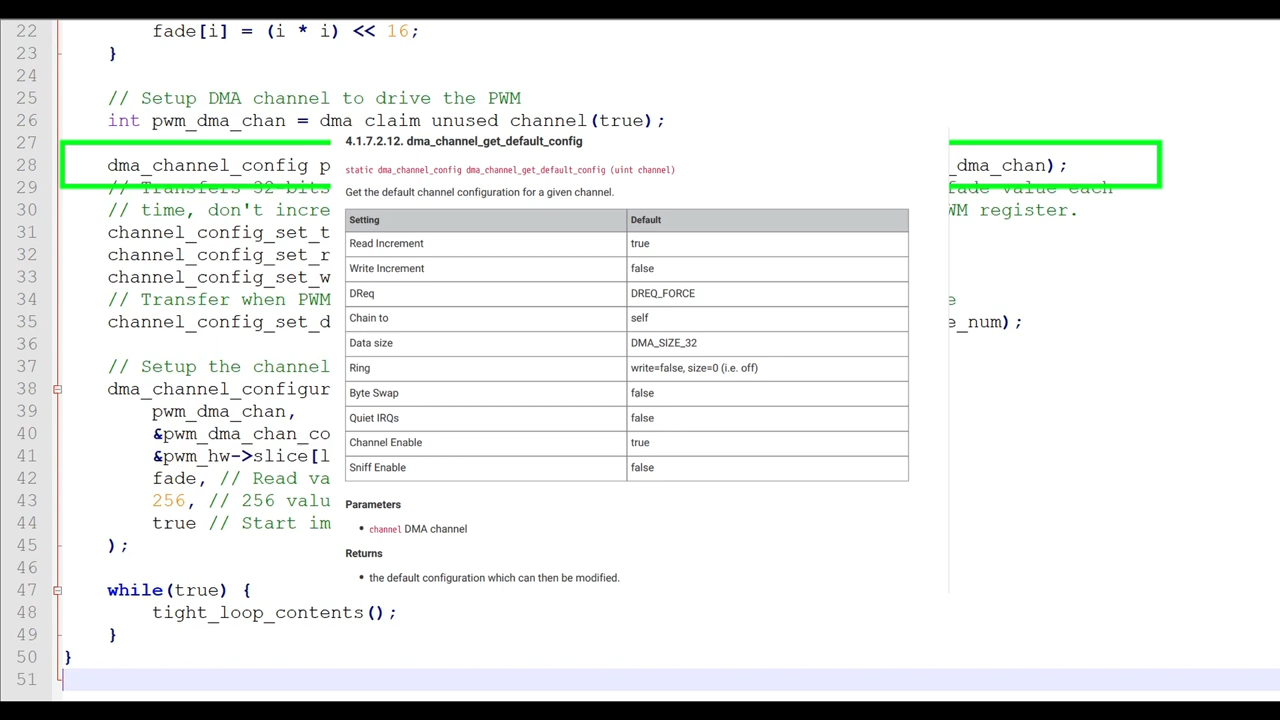 22 fade[i] = (i * i) << 16;
23 }
24
25 // Setup DMA channel to drive the PWM
26 int pwm_dma_chan = dma_claim_unused_channel(true);
27
28 dma_channel_config p
_dma_chan);
29 // Transfers 32-bits
fade value each
30 // time, don't incre
WM register.
31 channel_config_set_t
32 channel_config_set_r
33 channel_config_set_w
34 // Transfer when PWM
e
35 channel_config_set_d
e_num);
36
37 // Setup the channel
38 dma_channel_configur
39 pwm_dma_chan,
40 &pwm_dma_chan_co
41 &pwm_hw->slice[l
42 fade, // Read va
43 256, // 256 valu
44 true // Start im
45 );
46
47 while(true) {
48 tight_loop_contents();
49 }
50 }
51
4.1.7.2.12. dma_channel_get_default_config
static dma_channel_config dma_channel_get_default_config (uint channel)
Get the default channel configuration for a given channel.
Setting Default
Read Increment true
Write Increment false
DReq DREQ_FORCE
Chain to self
Data size DMA_SIZE_32
Ring write=false, size=0 (i.e. off)
Byte Swap false
Quiet IRQs false
Channel Enable true
Sniff Enable false
Parameters
• channel DMA channel
Returns
• the default configuration which can then be modified.